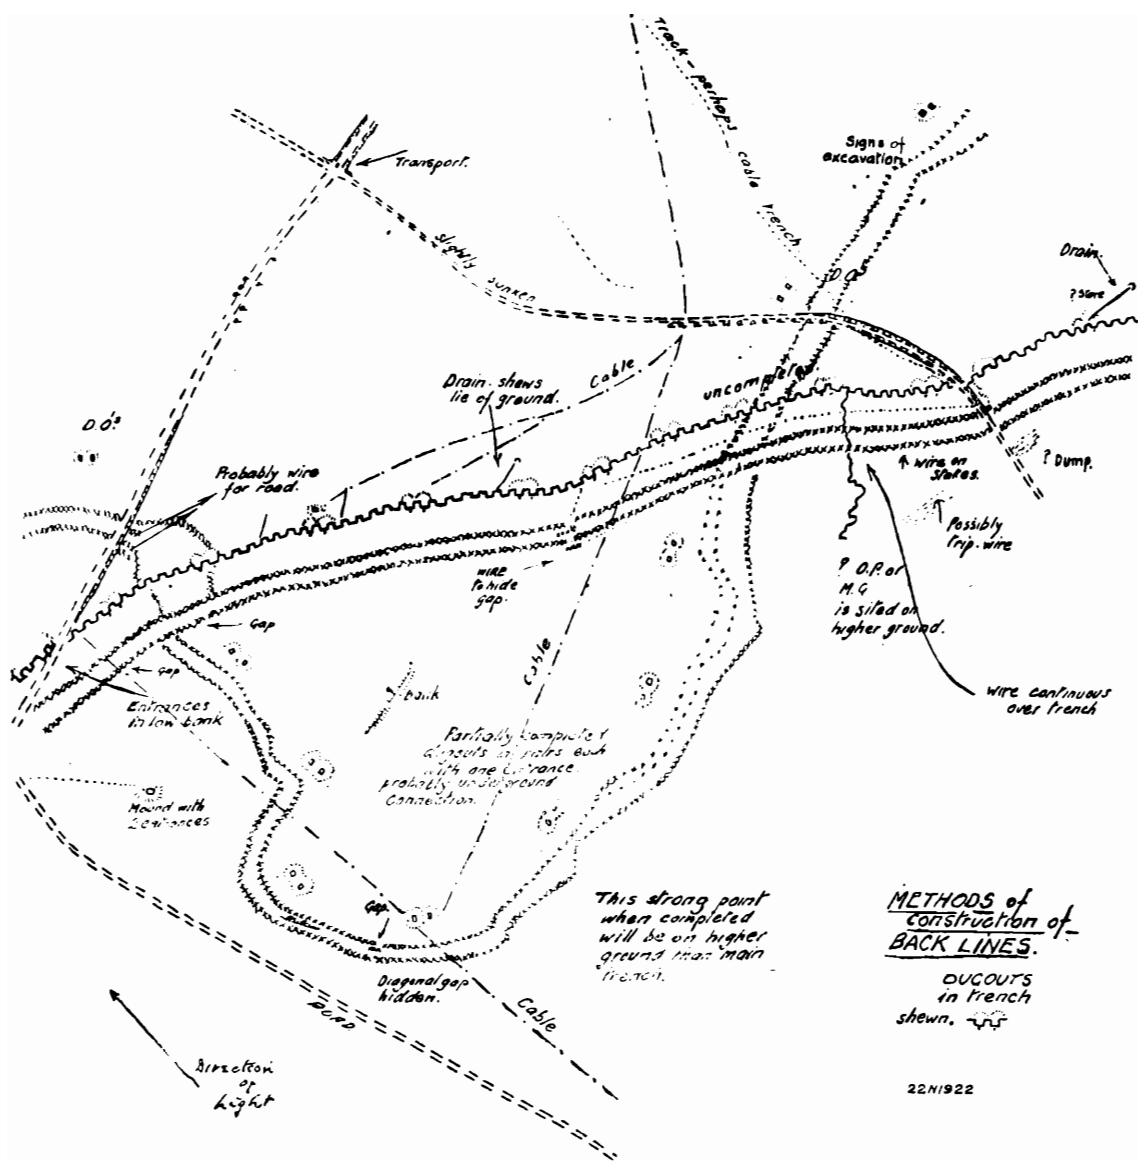 Track - perhaps cable trench
Signs of
excavation
Transport.
Slightly sunken
Drain.
? Store
D.O.
Cable
uncompleted
Drain shews
lie of ground.
D.O's
Probably wire
for road.
? Dump.
Wire on
stakes.
Possibly
trip-wire
WIRE
to hide
gap.
? O.P. or
M.G
is sited on
higher ground.
Gap
Gap
Cable
Entrances
in low bank
bank
wire continuous
over trench
Partially completed
dugouts in pairs each
with one entrance.
probably underground
connection.
Mound with
2 entrances
Gap.
This strong point
when completed
will be on higher
ground than main
trench.
METHODS of
construction of
BACK LINES.
DUGOUTS
in trench
shewn.
Diagonal gap
hidden.
ROAD
Cable
Direction
of
Light
22N1922